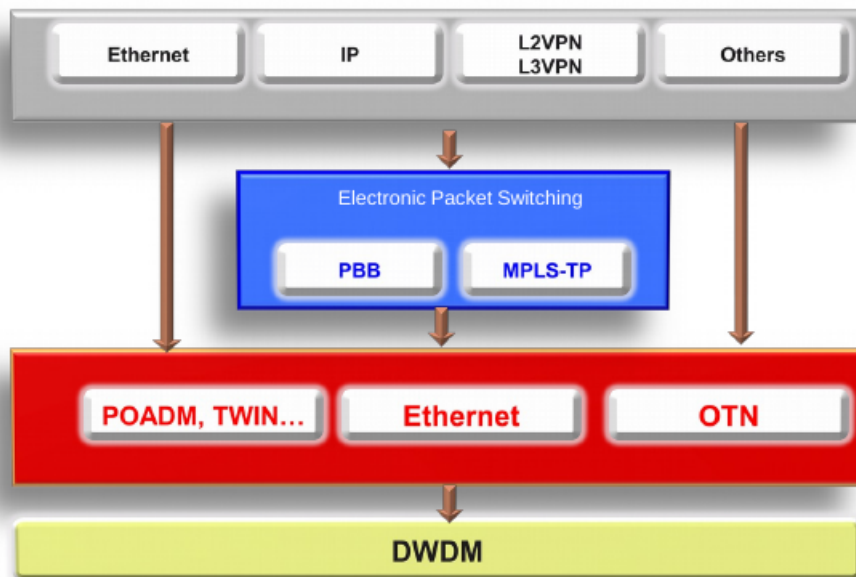 Ethernet
IP
L2VPN
L3VPN
Others
Electronic Packet Switching
PBB
MPLS-TP
POADM, TWIN...
Ethernet
OTN
DWDM